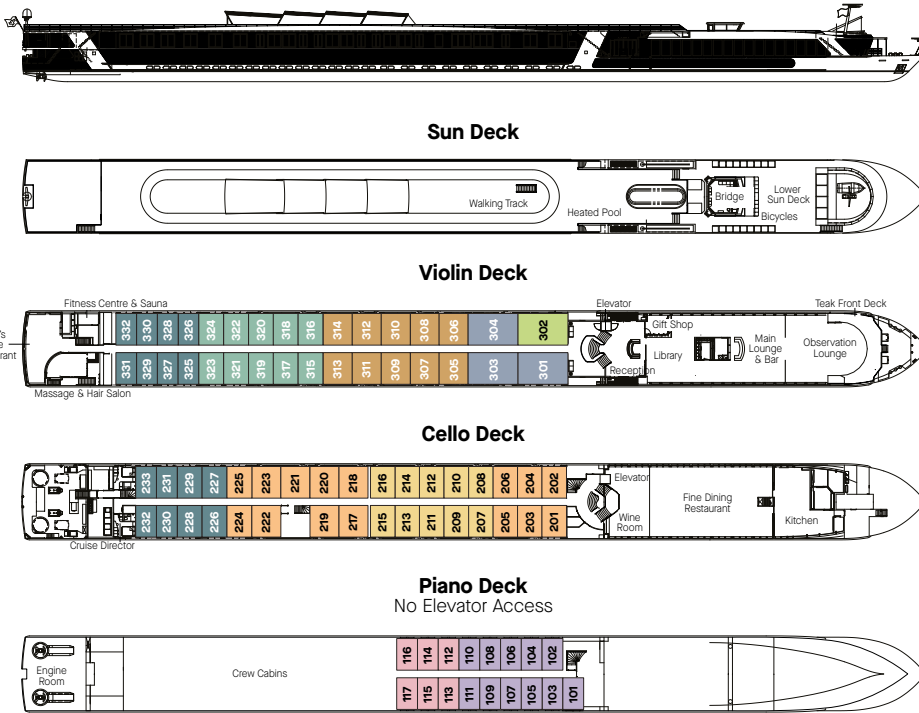 Sun Deck
Walking Track
Heated Pool
Bridge
Lower
Sun Deck
Bicycles
Violin Deck
Fitness Centre & Sauna
Elevator
Teak Front Deck
Gift Shop
332 330 328 326 324 322 320 318 316 314 312 310 308 306 304 302
Main
Lounge
& Bar
Observation
Lounge
Library
331 329 327 325 323 321 319 317 315 313 311 309 307 305 303 301
Reception
Massage & Hair Salon
Cello Deck
233 231 229 227 225 223 221 220 218 216 214 212 210 208 206 204 202
Elevator
Fine Dining
Restaurant
232 230 228 226 224 222 219 217 215 213 211 209 207 205 203 201
Wine
Room
Kitchen
Cruise Director
Piano Deck
No Elevator Access
116 114 112 110 108 106 104 102
Engine
Room
Crew Cabins
117 115 113 111 109 107 105 103 101